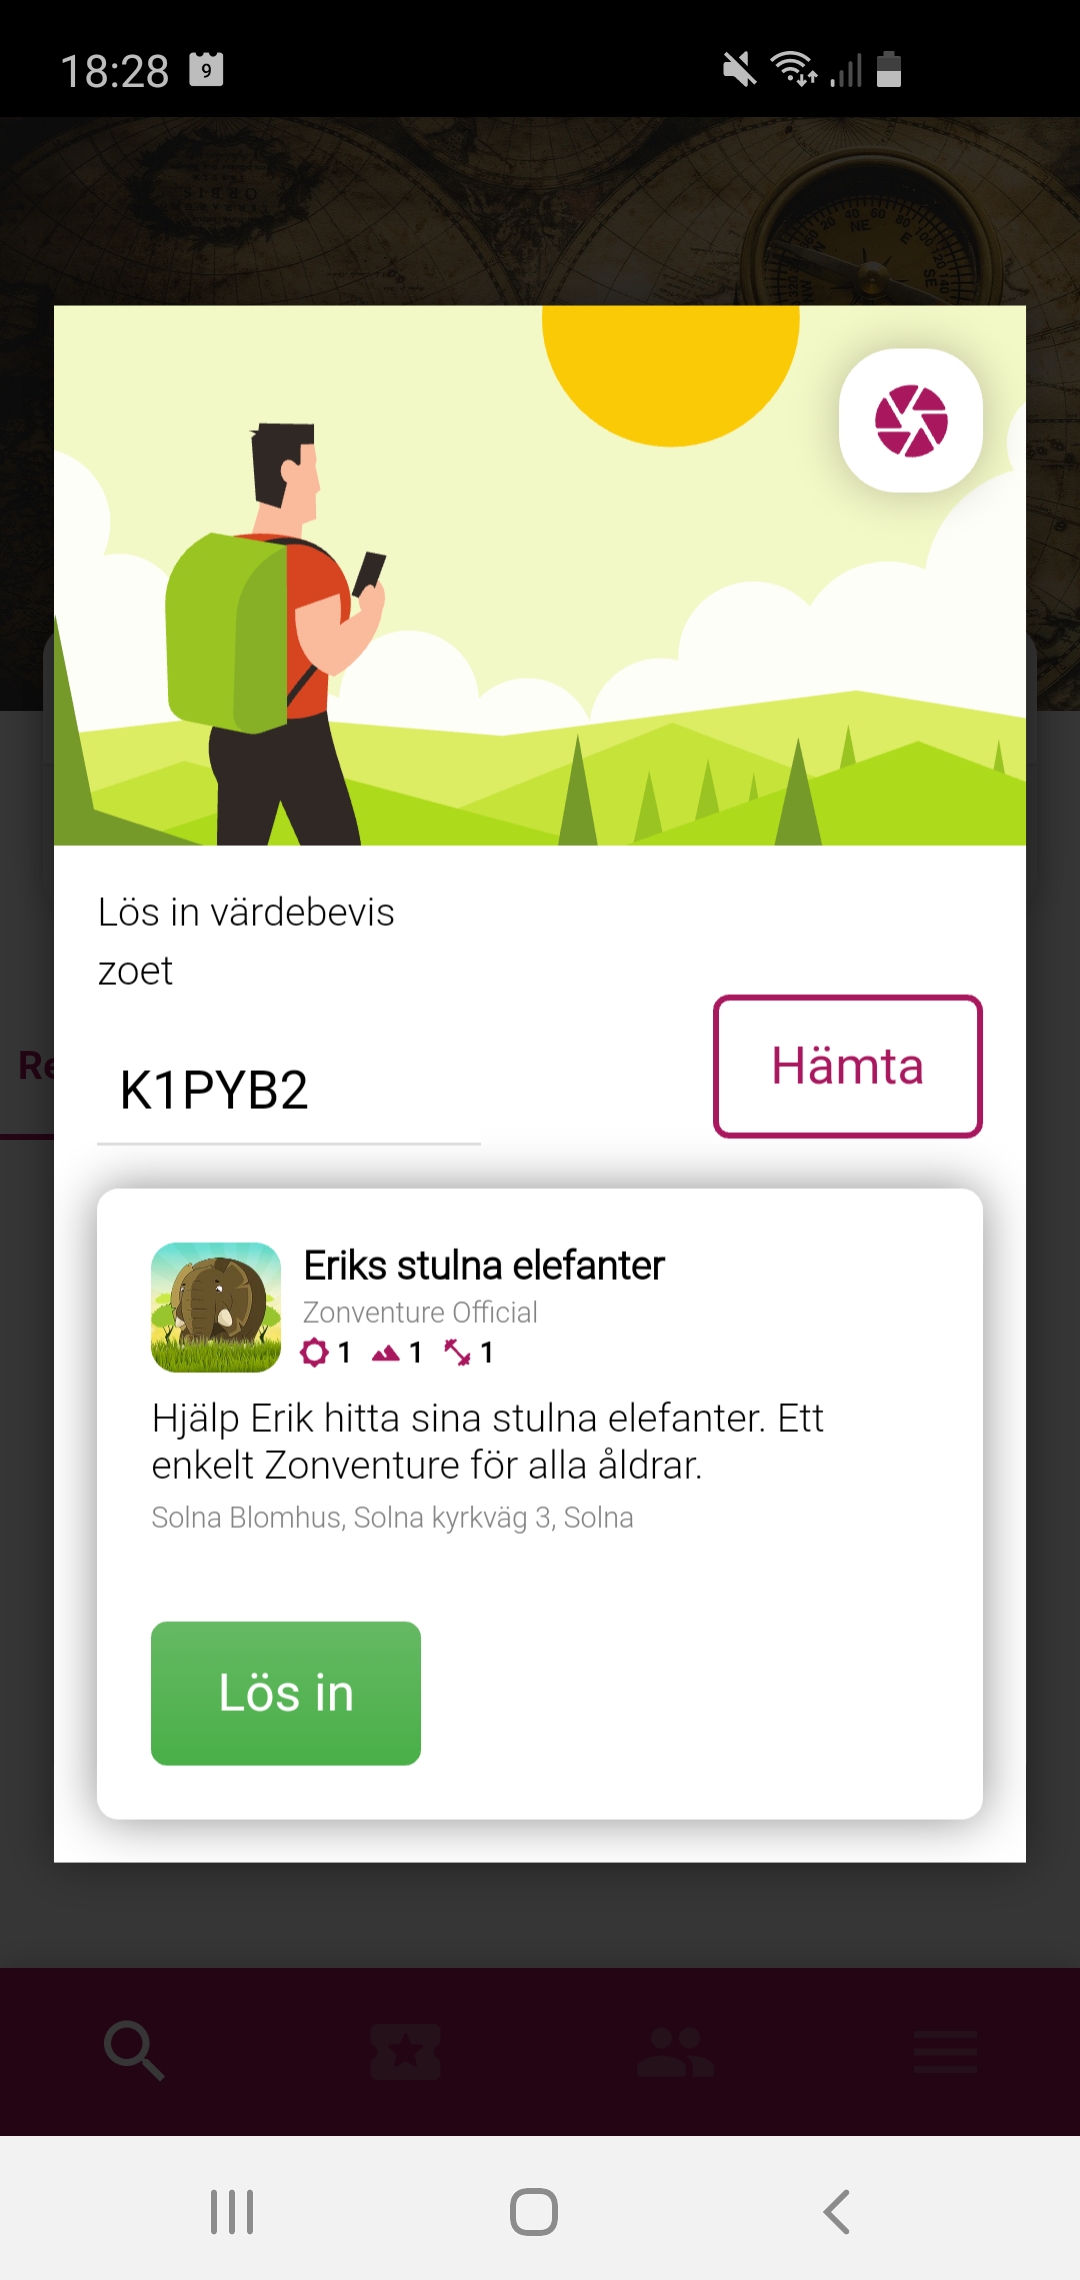 18:28
9
Lös in värdebevis
zoet
K1PYB2
Hämta
Re
Eriks stulna elefanter
Zonventure Official
1 1 1
Hjälp Erik hitta sina stulna elefanter. Ett
enkelt Zonventure för alla åldrar.
Solna Blomhus, Solna kyrkväg 3, Solna
Lös in